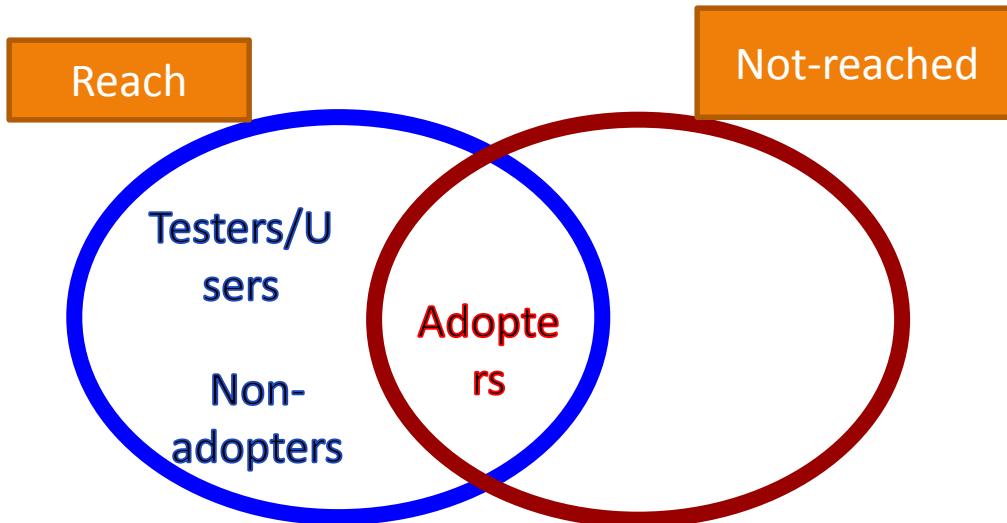 Reach
Not-reached
Testers/U
sers
Adopte
rs
Non-
adopters